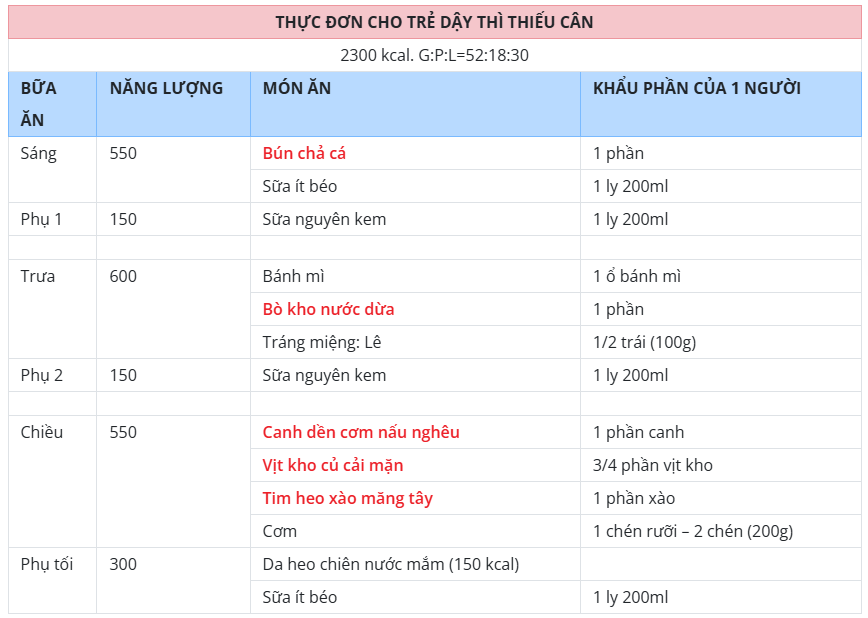 THỰC ĐƠN CHO TRẺ DẬY THÌ THIẾU CÂN
2300 kcal. G:P:L=52:18:30
BỮA ĂN NĂNG LƯỢNG MÓN ĂN KHẨU PHẦN CỦA 1 NGƯỜI
Sáng 550 Bún chả cá 1 phần
Sữa ít béo 1 ly 200ml
Phụ 1 150 Sữa nguyên kem 1 ly 200ml
Trưa 600 Bánh mì 1 ổ bánh mì
Bò kho nước dừa 1 phần
Tráng miệng: Lê 1/2 trái (100g)
Phụ 2 150 Sữa nguyên kem 1 ly 200ml
Chiều 550 Canh dền cơm nấu nghêu 1 phần canh
Vịt kho củ cải mặn 3/4 phần vịt kho
Tim heo xào măng tây 1 phần xào
Cơm 1 chén rưỡi – 2 chén (200g)
Phụ tối 300 Da heo chiên nước mắm (150 kcal)
Sữa ít béo 1 ly 200ml